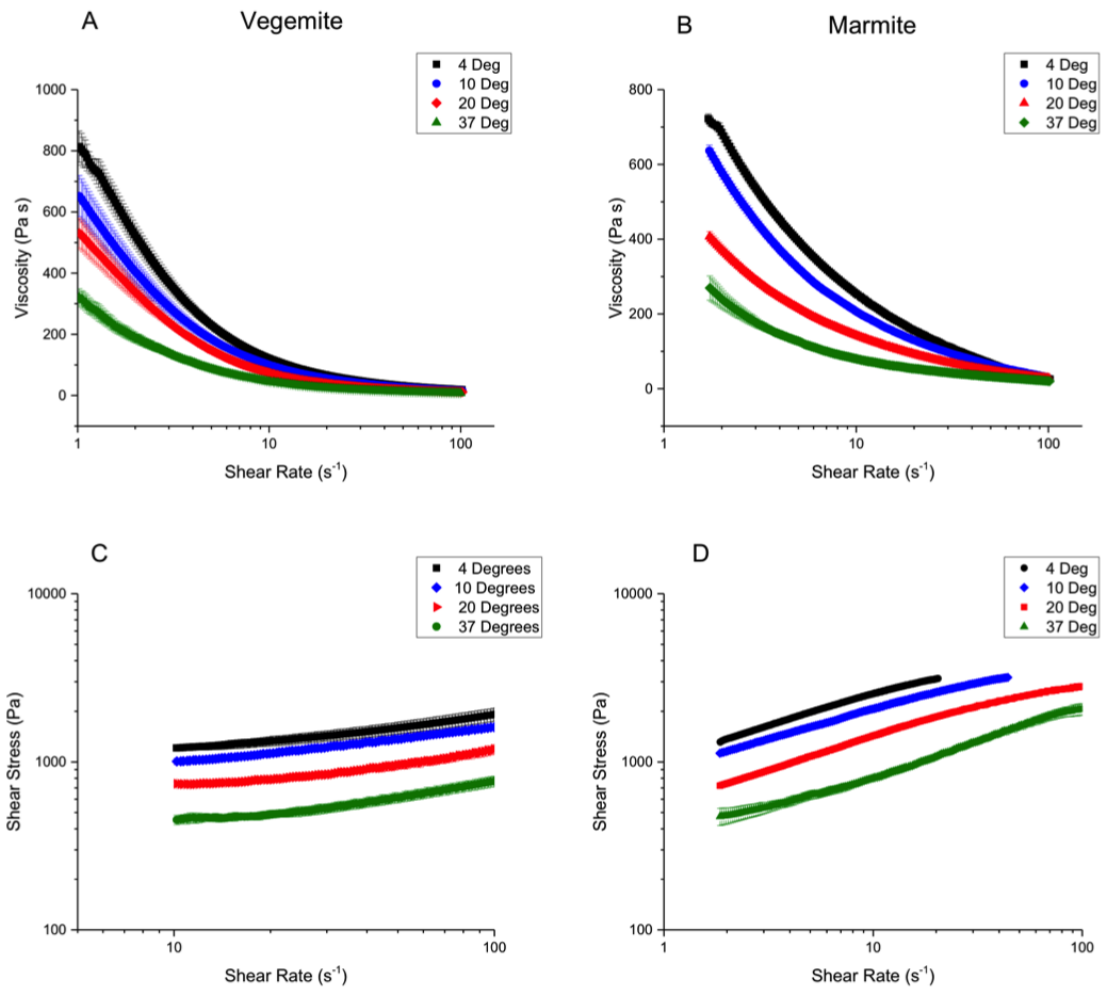 A
Vegemite
4 Deg
10 Deg
20 Deg
37 Deg
1000
800
600
400
200
0
Viscosity (Pa s)
1
10
100
Shear Rate (s⁻¹)
B
Marmite
4 Deg
10 Deg
20 Deg
37 Deg
800
600
400
200
0
Viscosity (Pa s)
1
10
100
Shear Rate (s⁻¹)
C
4 Degrees
10 Degrees
20 Degrees
37 Degrees
10000
1000
100
Shear Stress (Pa)
10
100
Shear Rate (s⁻¹)
D
4 Deg
10 Deg
20 Deg
37 Deg
10000
1000
100
Shear Stress (Pa)
1
10
100
Shear Rate (s⁻¹)